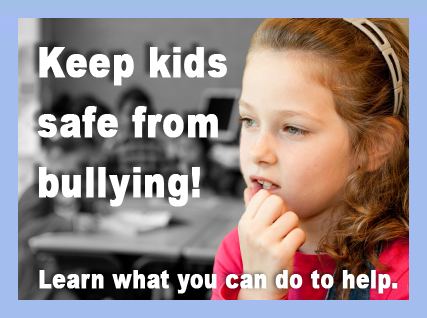 Keep kids
safe from
bullying!
Learn what you can do to help.